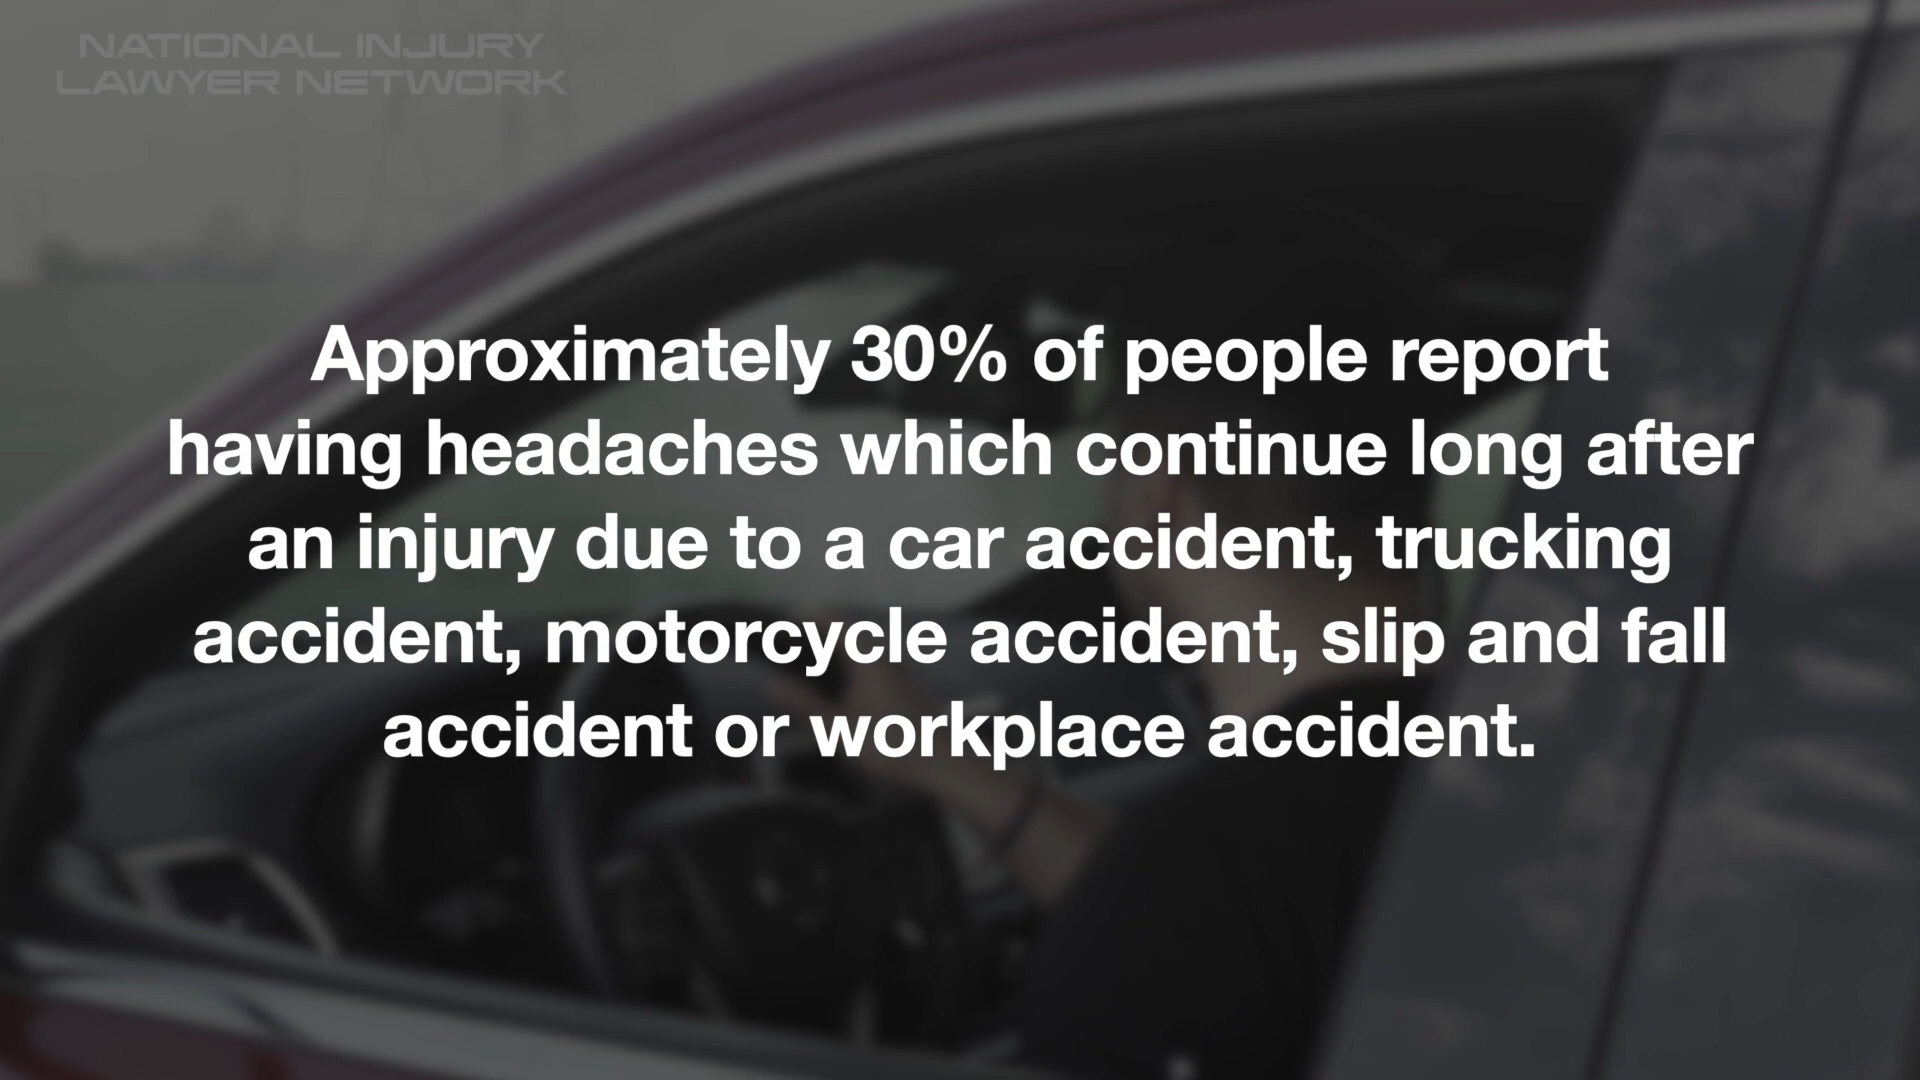 NATIONAL INJURY
LAWYER NETWORK
Approximately 30% of people report
having headaches which continue long after
an injury due to a car accident, trucking
accident, motorcycle accident, slip and fall
accident or workplace accident.